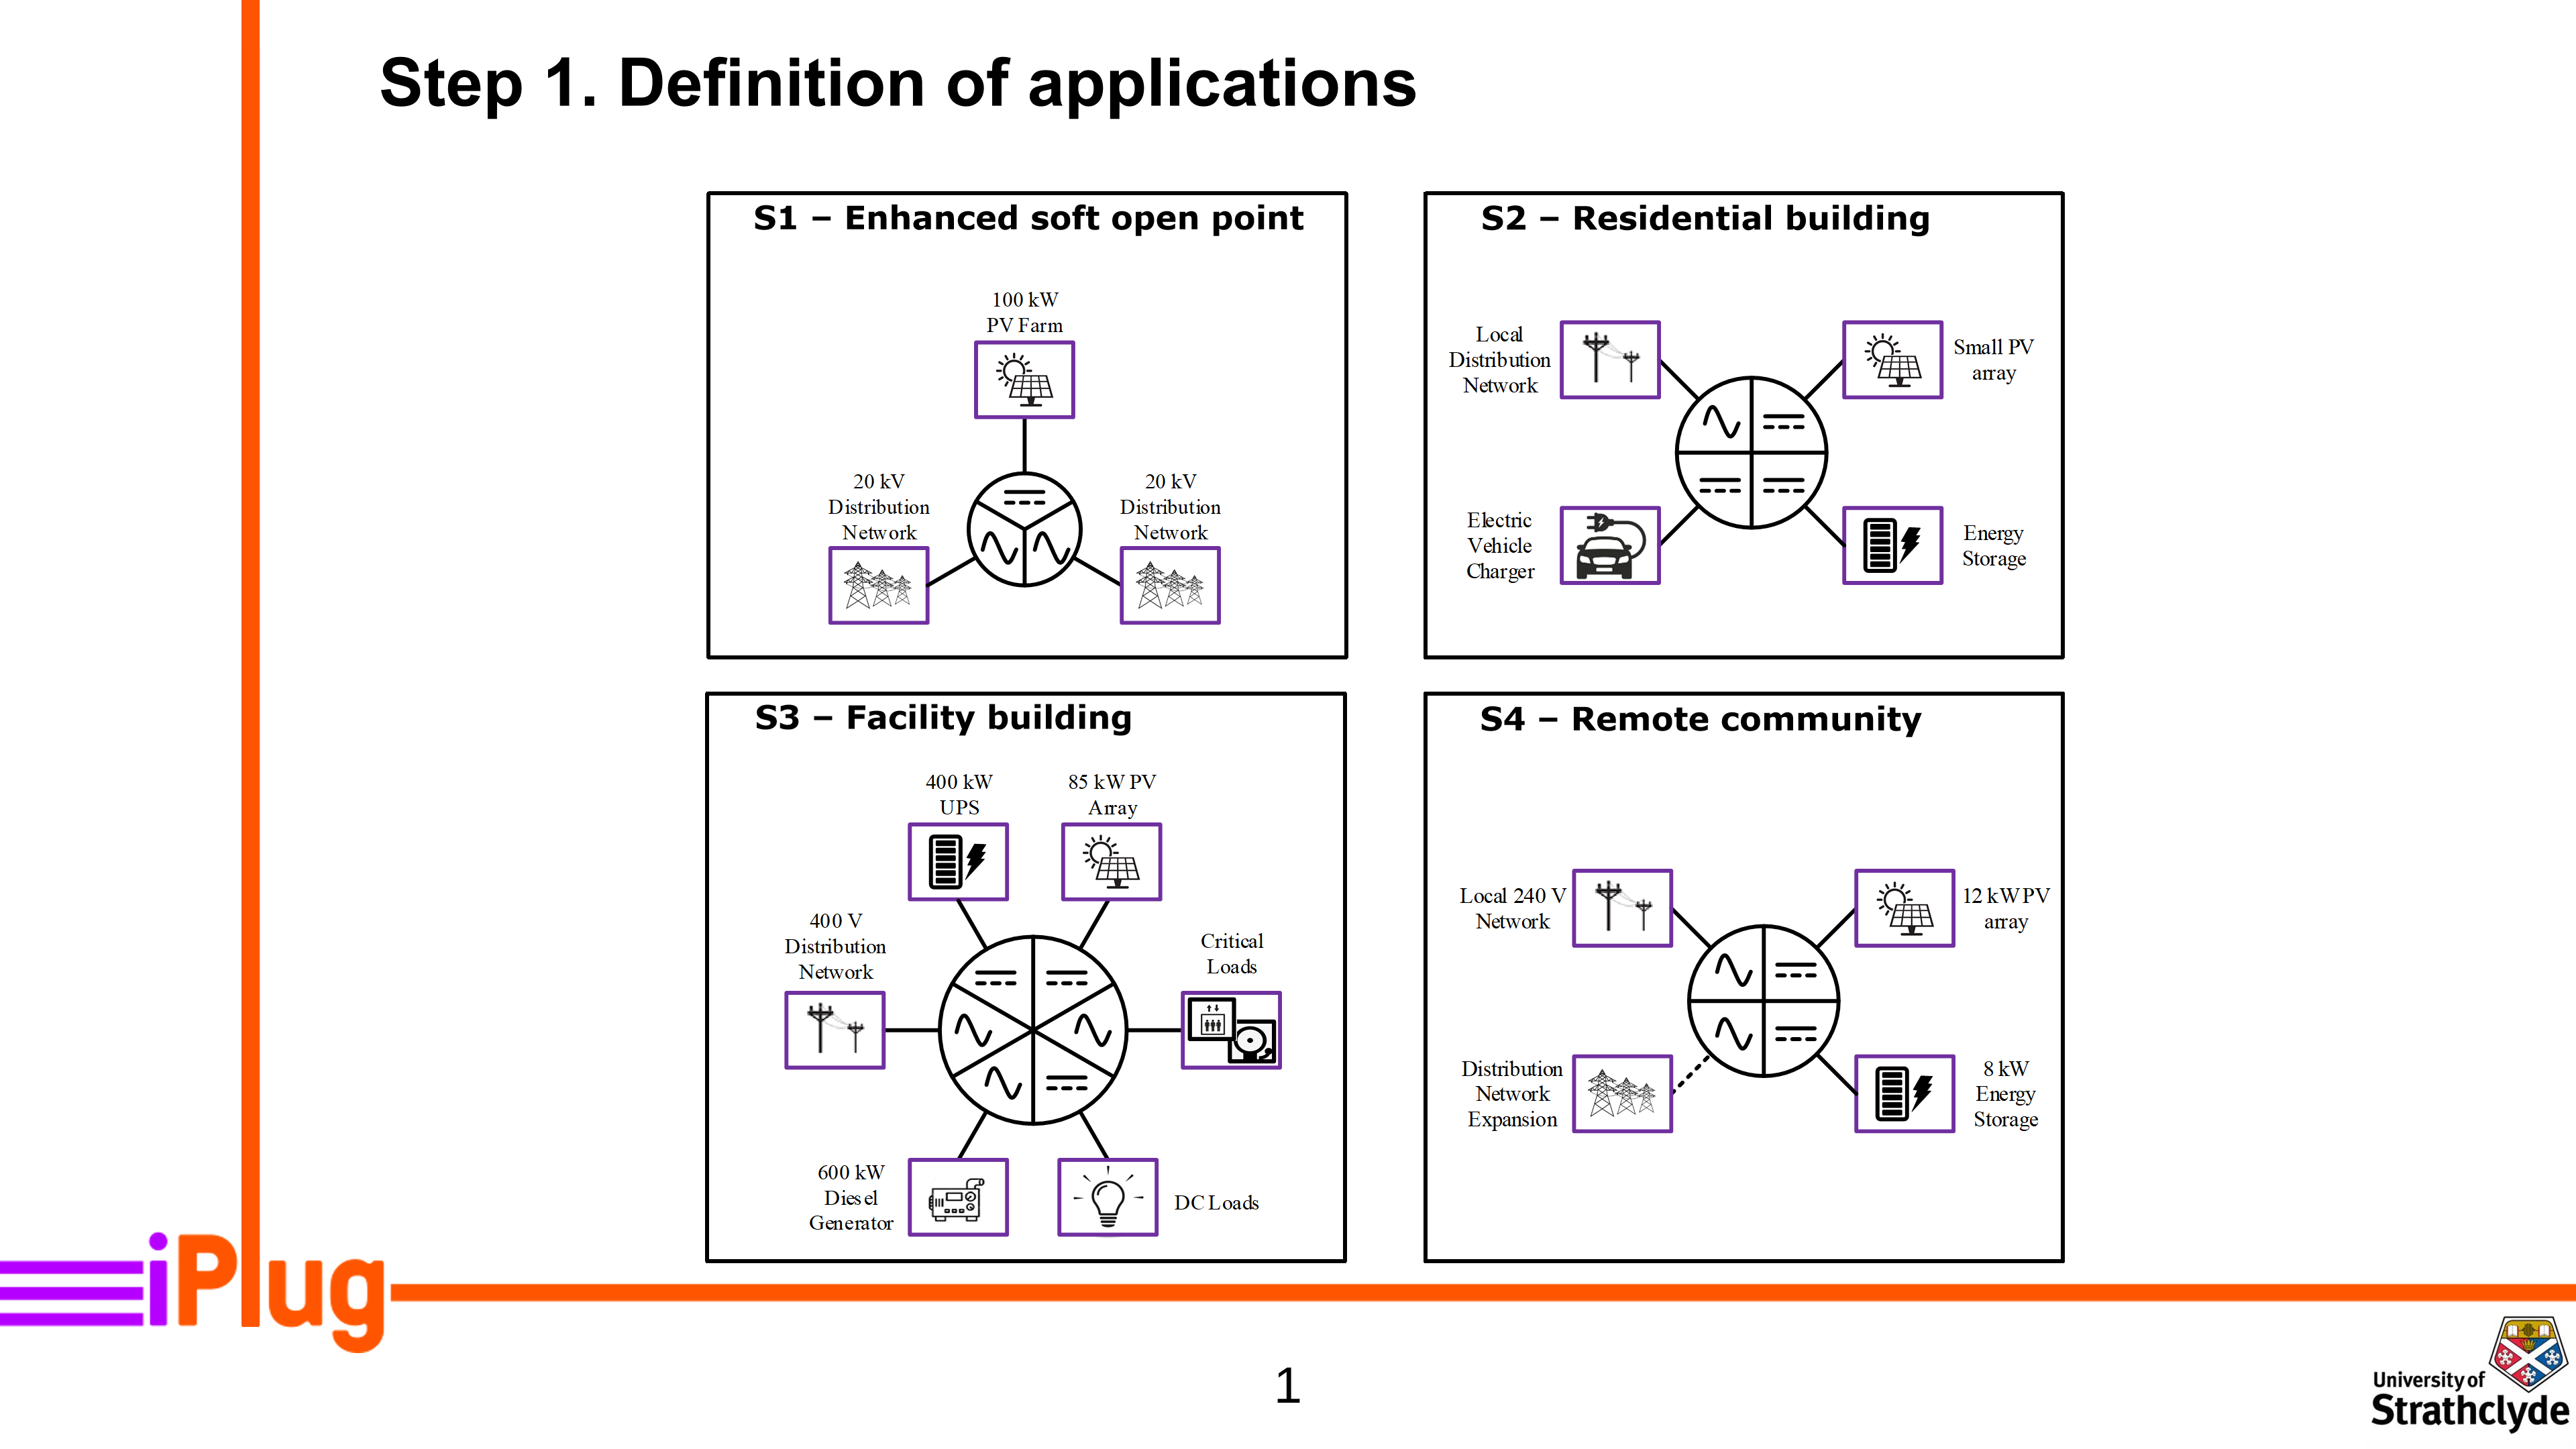 Step 1. Definition of applications
S1 – Enhanced soft open point
100 kW
PV Farm
20 kV
Distribution
Network
20 kV
Distribution
Network
S2 – Residential building
Local
Distribution
Network
Small PV
array
Electric
Vehicle
Charger
Energy
Storage
S3 – Facility building
400 kW
UPS
85 kW PV
Array
400 V
Distribution
Network
Critical
Loads
600 kW
Diesel
Generator
DC Loads
S4 – Remote community
Local 240 V
Network
12 kW PV
array
Distribution
Network
Expansion
8 kW
Energy
Storage
iPlug
1
University of
Strathclyde